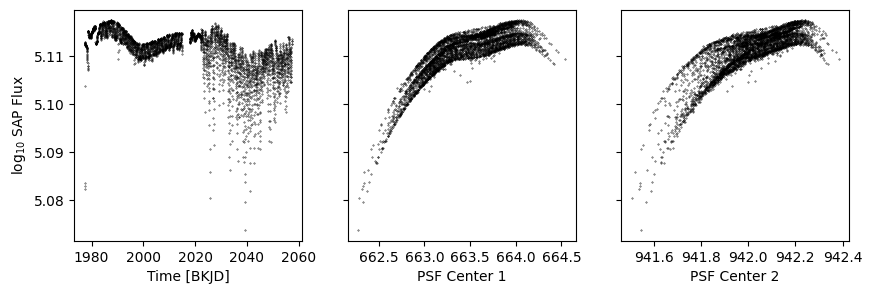 log₁₀ SAP Flux
5.11
5.10
5.09
5.08
1980 2000 2020 2040 2060
Time [BKJD]
662.5 663.0 663.5 664.0 664.5
PSF Center 1
941.6 941.8 942.0 942.2 942.4
PSF Center 2